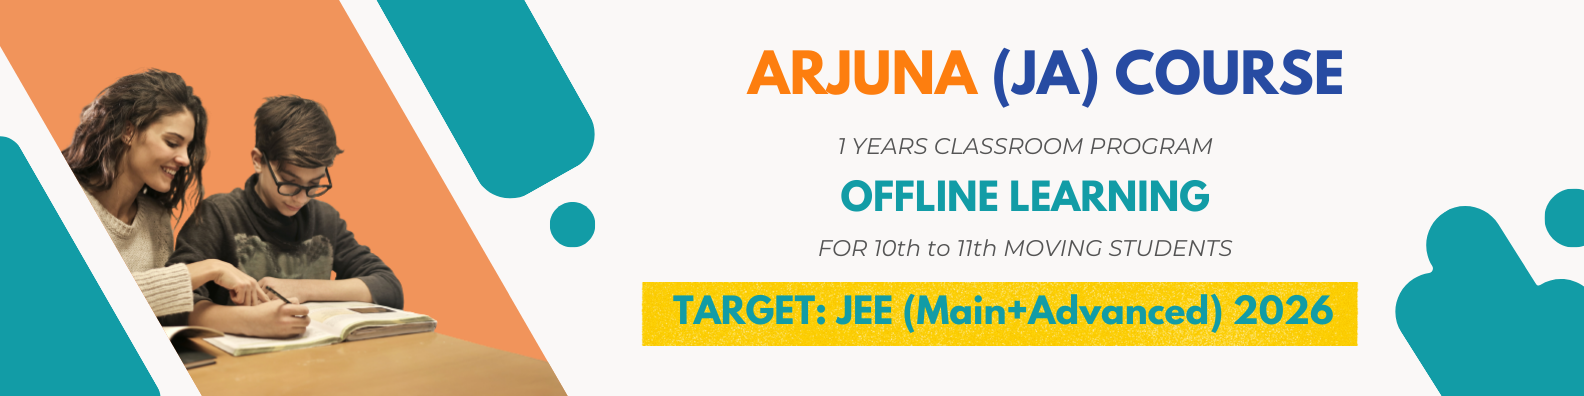 ARJUNA (JA) COURSE
1 YEARS CLASSROOM PROGRAM
OFFLINE LEARNING
FOR 10th to 11th MOVING STUDENTS
TARGET: JEE (Main+Advanced) 2026